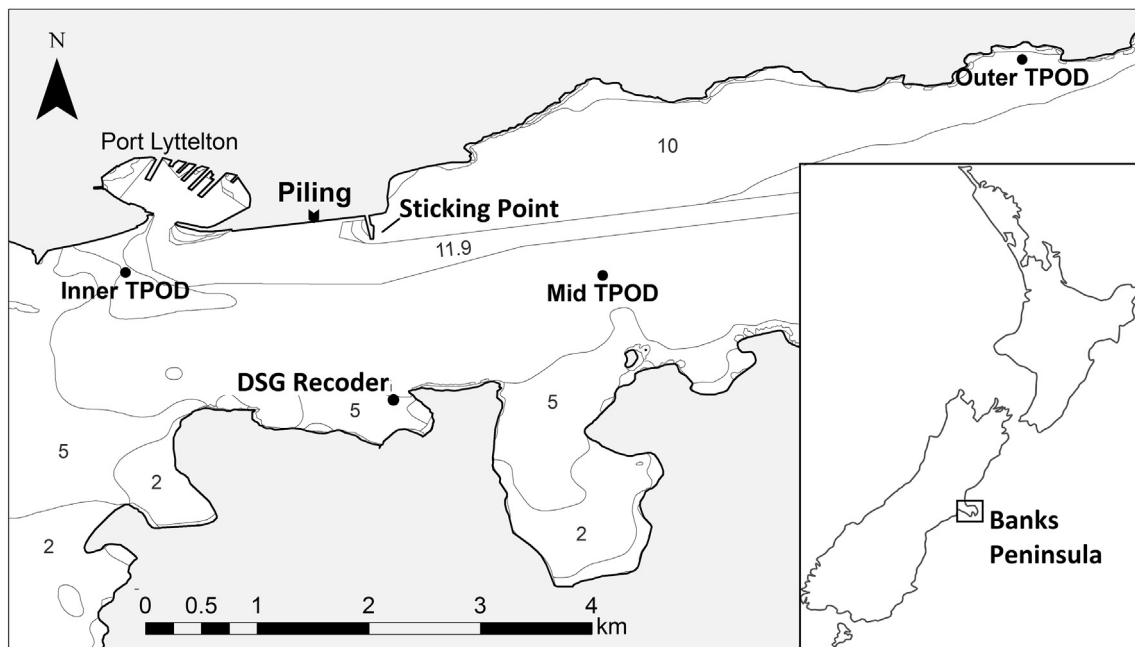 N
Outer TPOD
Port Lyttelton
10
Piling
Sticking Point
11.9
Inner TPOD
Mid TPOD
DSG Recoder
5
5
5
2
2
2
Banks
Peninsula
0 0.5 1 2 3 4
km